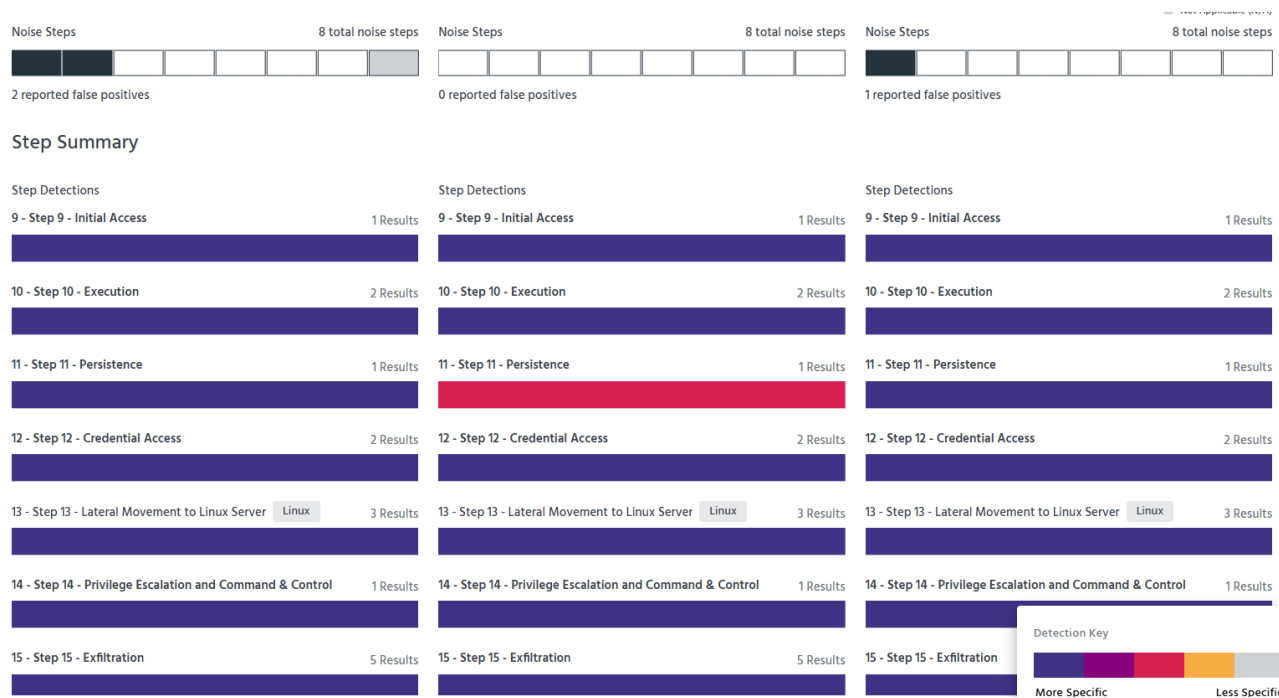 Not Applicable (N/A)
Noise Steps 8 total noise steps Noise Steps 8 total noise steps Noise Steps 8 total noise steps
2 reported false positives 0 reported false positives 1 reported false positives
Step Summary
Step Detections Step Detections Step Detections
9 - Step 9 - Initial Access 1 Results 9 - Step 9 - Initial Access 1 Results 9 - Step 9 - Initial Access 1 Results
10 - Step 10 - Execution 2 Results 10 - Step 10 - Execution 2 Results 10 - Step 10 - Execution 2 Results
11 - Step 11 - Persistence 1 Results 11 - Step 11 - Persistence 1 Results 11 - Step 11 - Persistence 1 Results
12 - Step 12 - Credential Access 2 Results 12 - Step 12 - Credential Access 2 Results 12 - Step 12 - Credential Access 2 Results
13 - Step 13 - Lateral Movement to Linux Server Linux 3 Results 13 - Step 13 - Lateral Movement to Linux Server Linux 3 Results 13 - Step 13 - Lateral Movement to Linux Server Linux 3 Results
14 - Step 14 - Privilege Escalation and Command & Control 1 Results 14 - Step 14 - Privilege Escalation and Command & Control 1 Results 14 - Step 14 - Privilege Escalation and Command & Control 1 Results
Detection Key
15 - Step 15 - Exfiltration 5 Results 15 - Step 15 - Exfiltration 5 Results 15 - Step 15 - Exfiltration
More Specific Less Specific